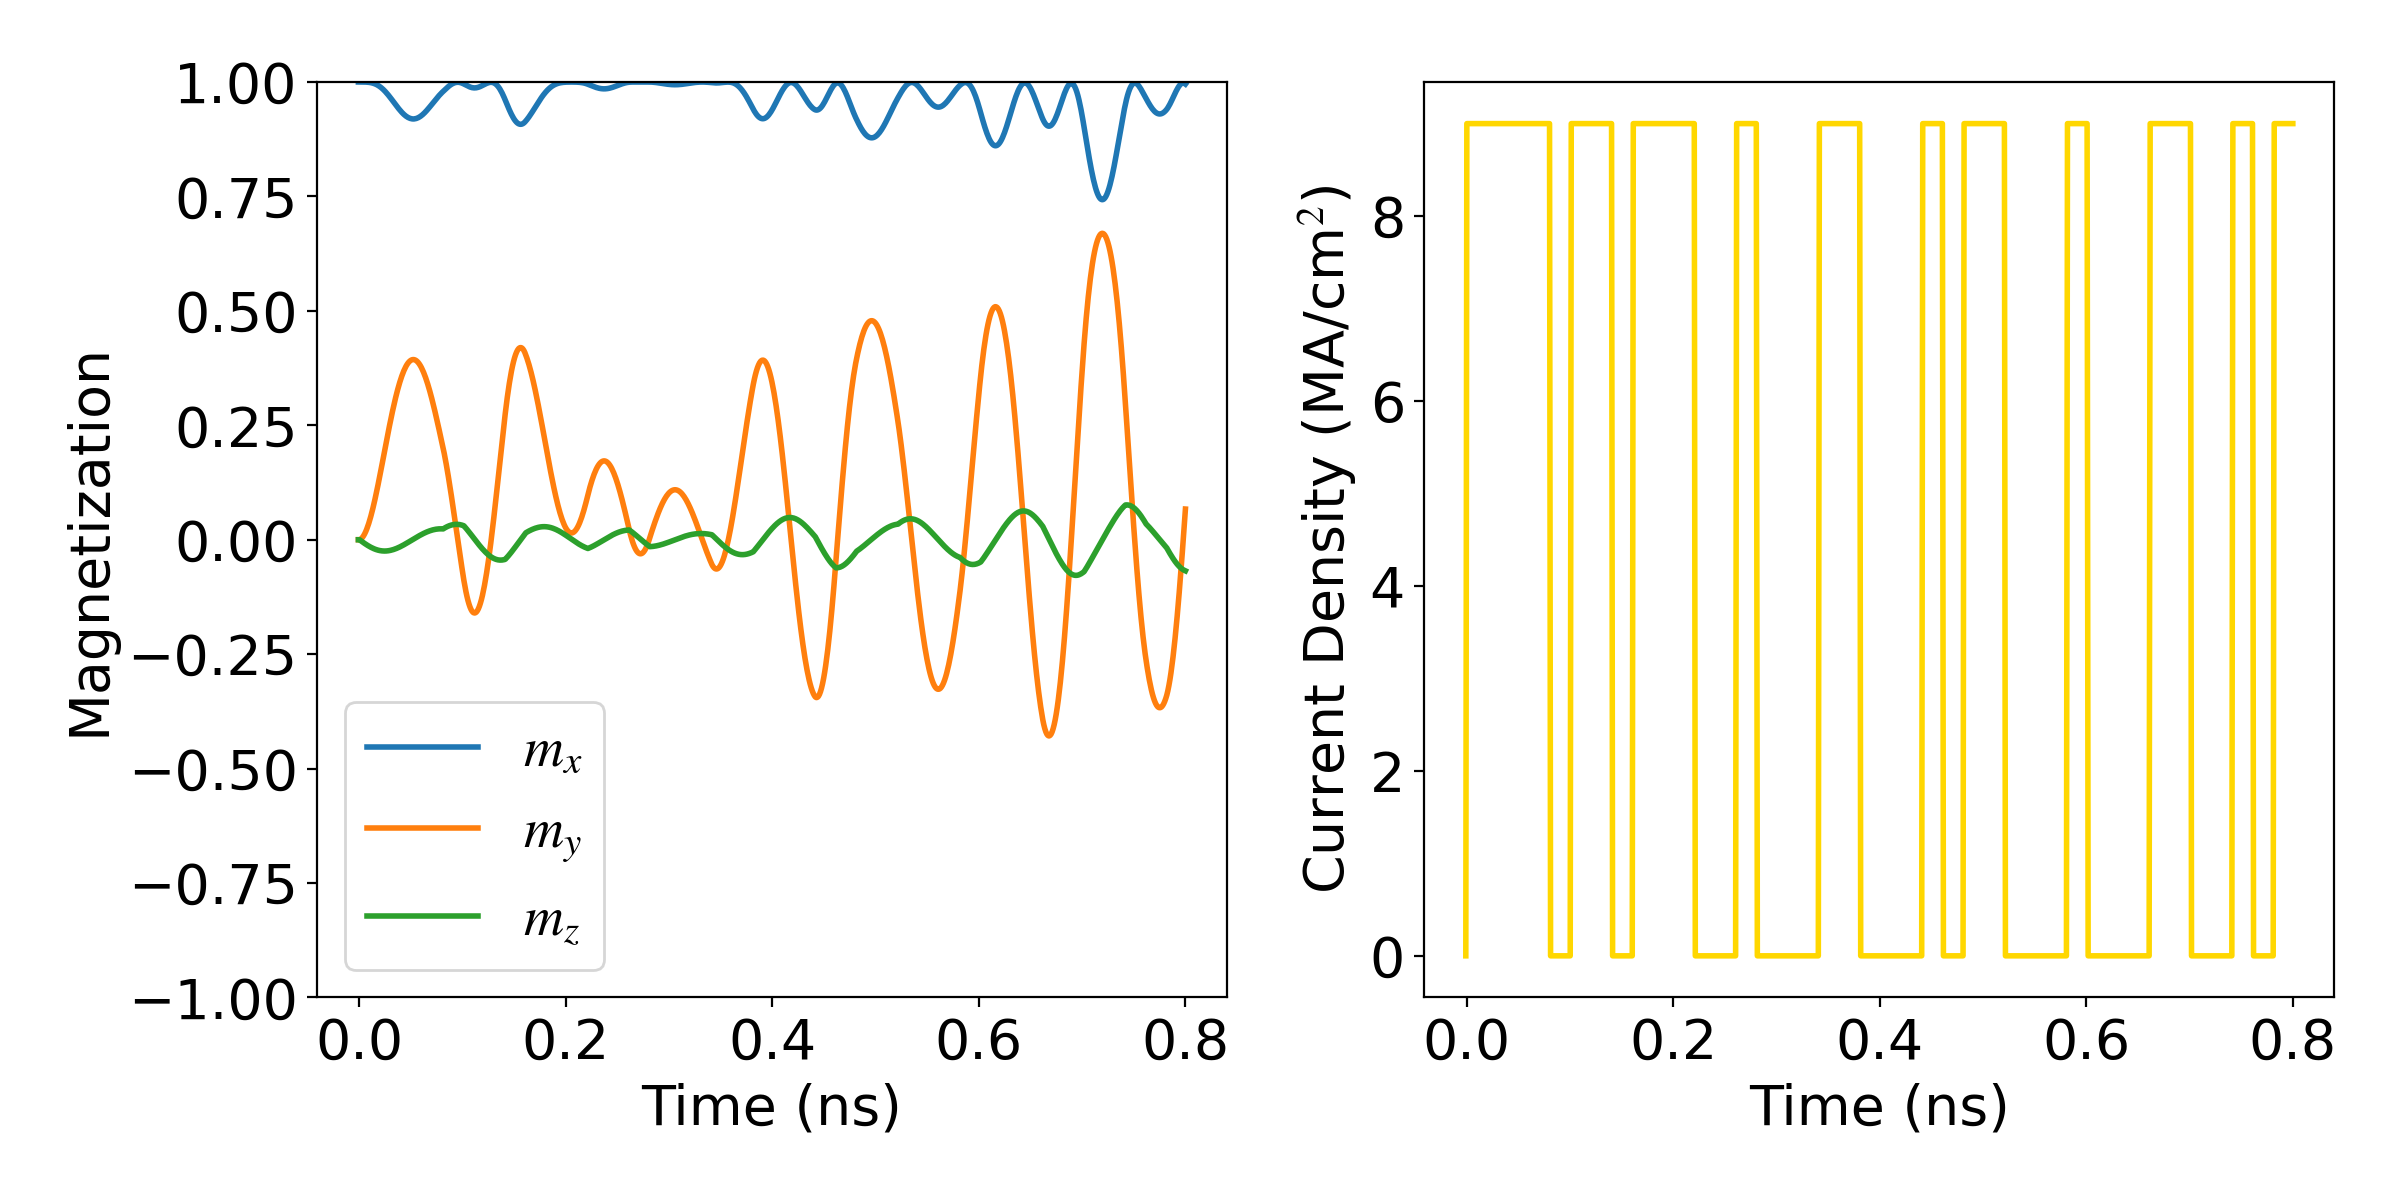 1.00
0.75
0.50
0.25
0.00
−0.25
−0.50
−0.75
−1.00
Magnetization
m_x
m_y
m_z
0.0 0.2 0.4 0.6 0.8
Time (ns)
8
6
4
2
0
Current Density (MA/cm²)
0.0 0.2 0.4 0.6 0.8
Time (ns)